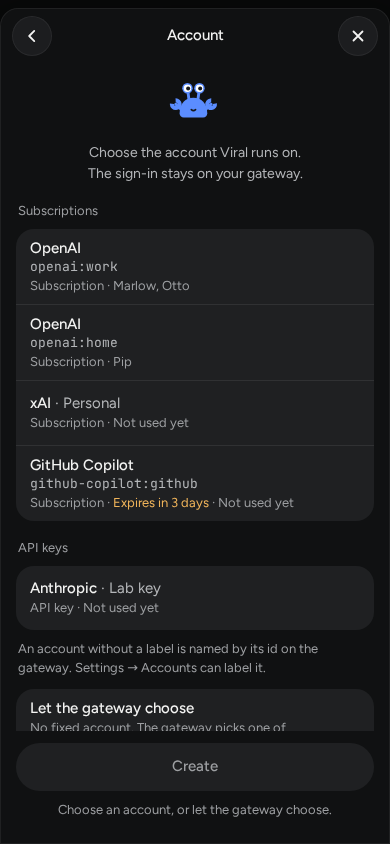 Account
Choose the account Viral runs on.
The sign-in stays on your gateway.
Subscriptions
OpenAI
openai:work
Subscription · Marlow, Otto
OpenAI
openai:home
Subscription · Pip
xAI · Personal
Subscription · Not used yet
GitHub Copilot
github-copilot:github
Subscription · Expires in 3 days · Not used yet
API keys
Anthropic · Lab key
API key · Not used yet
An account without a label is named by its id on the
gateway. Settings → Accounts can label it.
Let the gateway choose
No fixed account. The gateway picks one of
Create
Choose an account, or let the gateway choose.